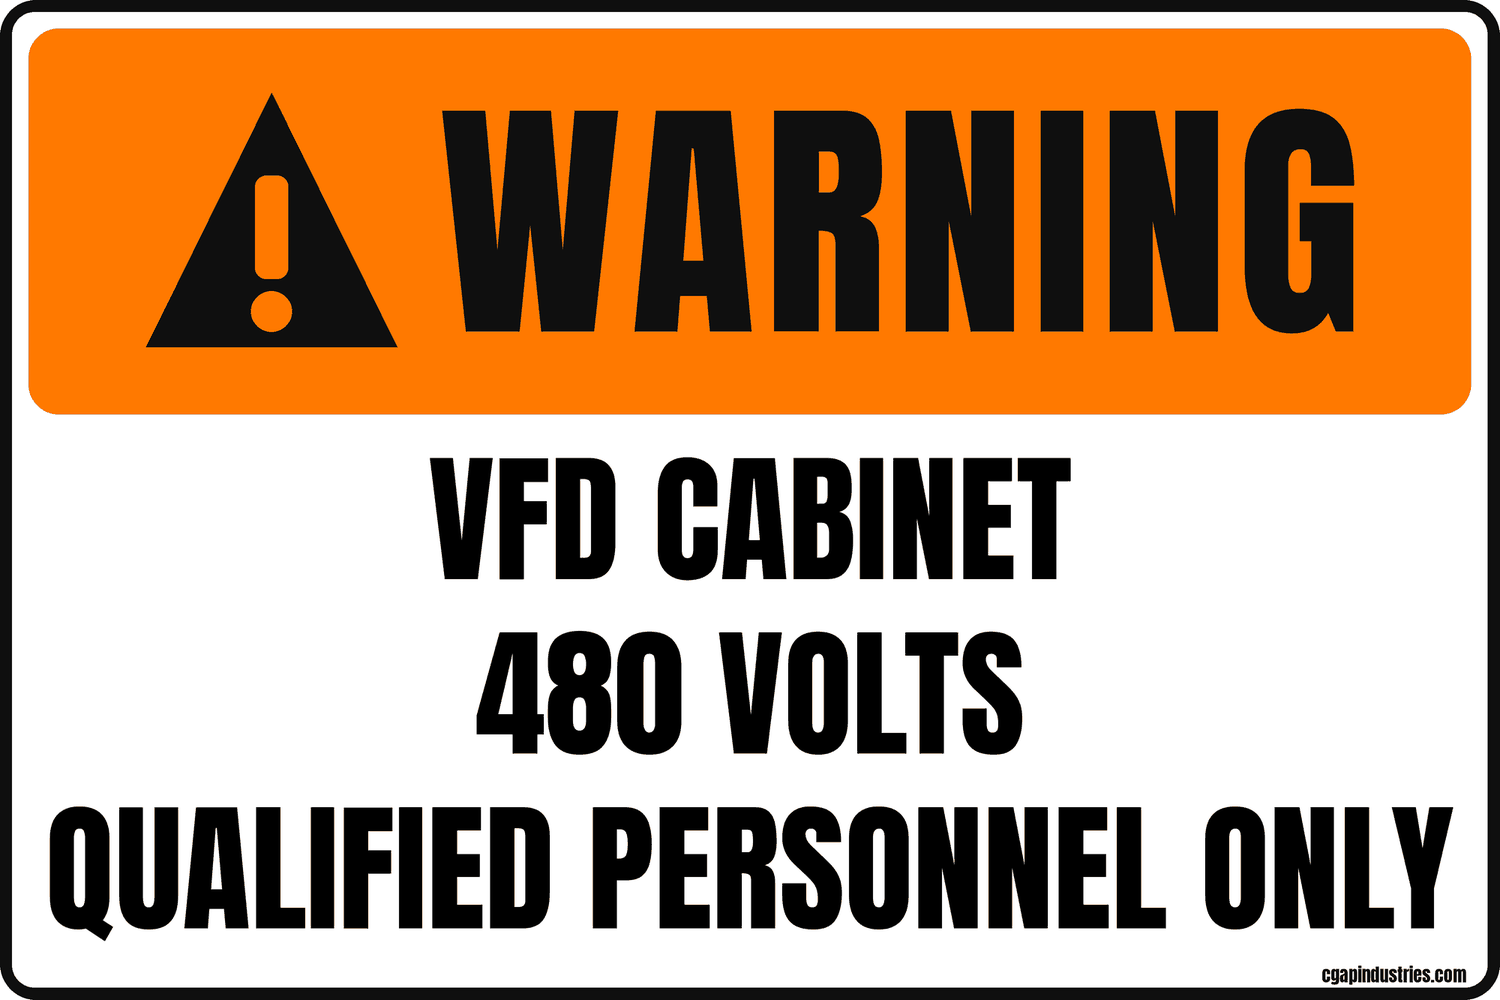 WARNING
VFD CABINET
480 VOLTS
QUALIFIED PERSONNEL ONLY
cgapindustries.com